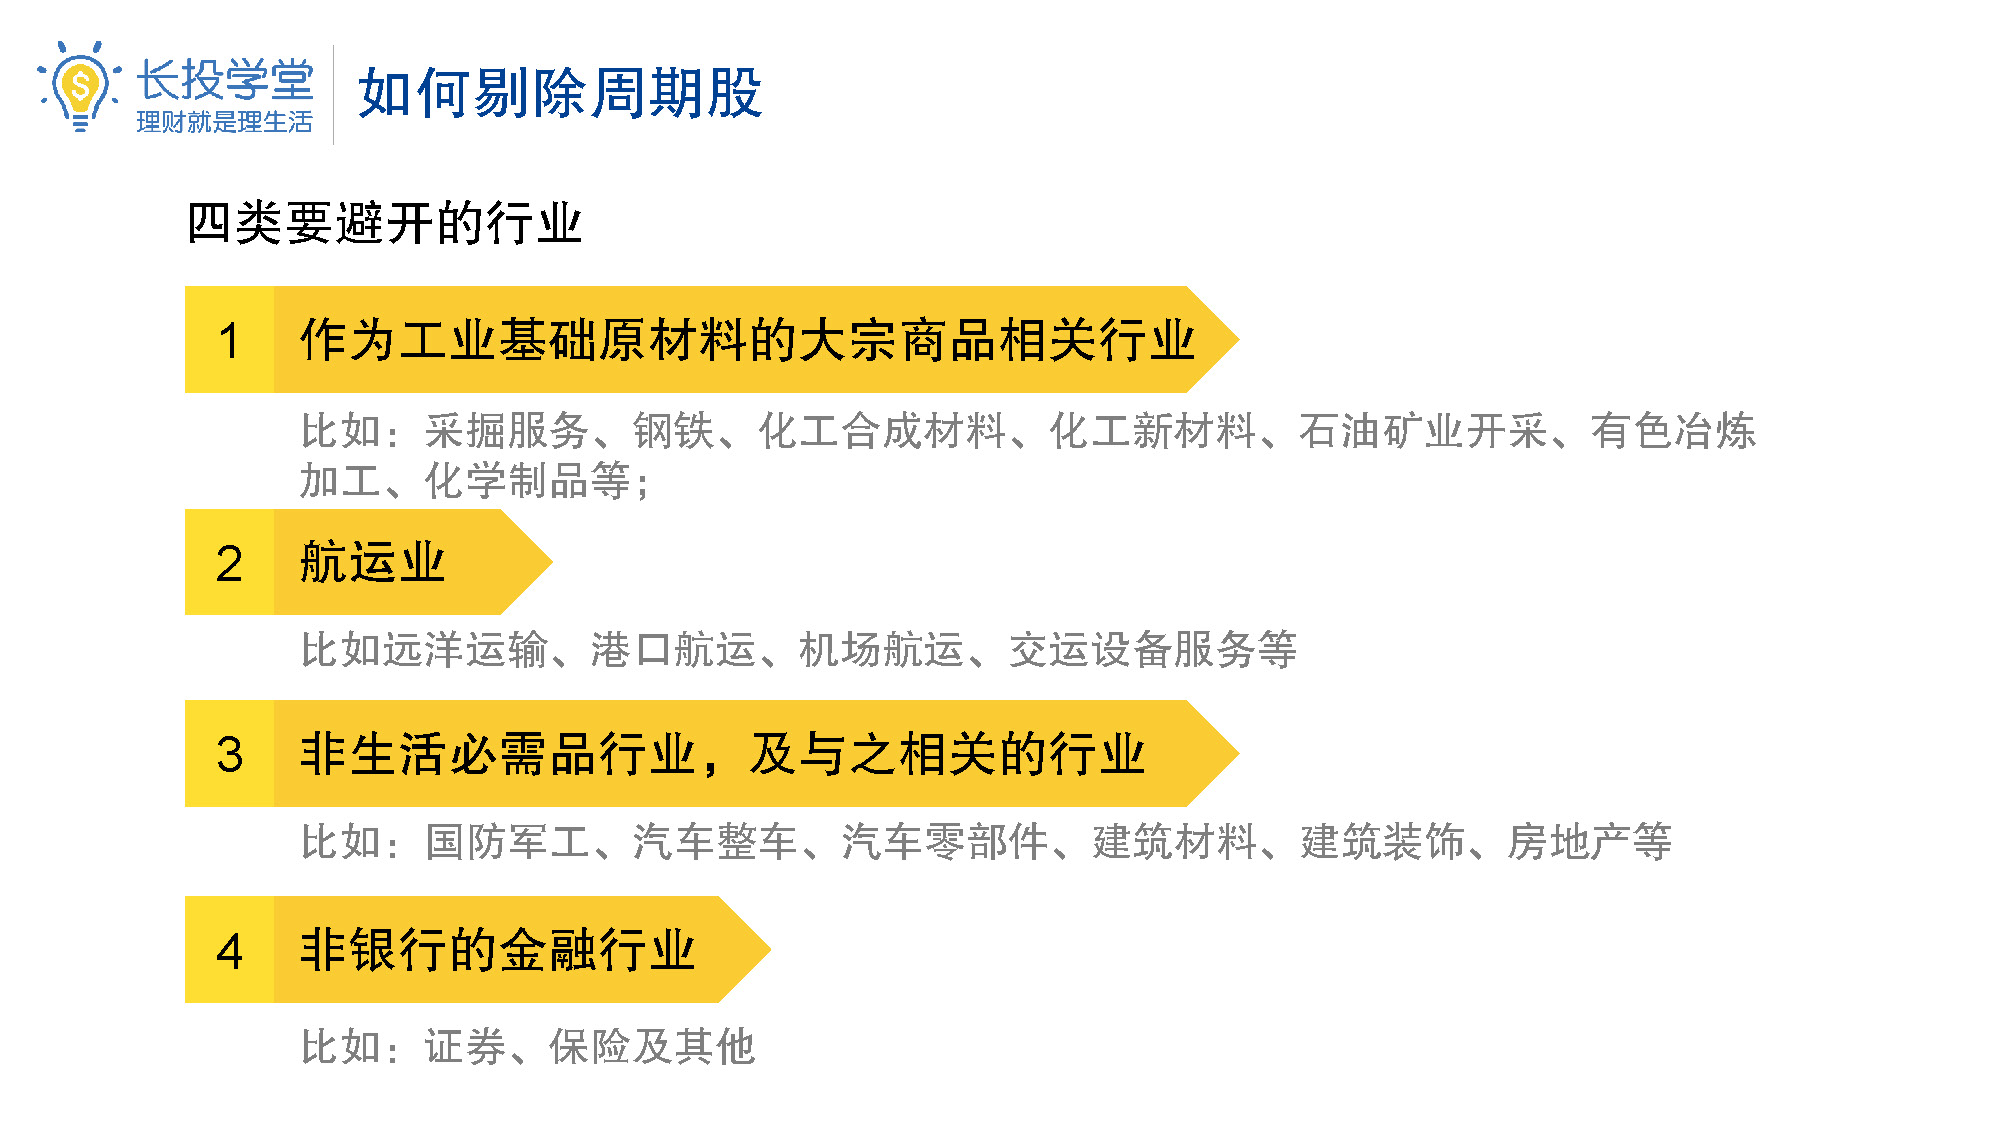 长投学堂
理财就是理生活
如何剔除周期股
四类要避开的行业
1 作为工业基础原材料的大宗商品相关行业
比如：采掘服务、钢铁、化工合成材料、化工新材料、石油矿业开采、有色冶炼
加工、化学制品等；
2 航运业
比如远洋运输、港口航运、机场航运、交运设备服务等
3 非生活必需品行业，及与之相关的行业
比如：国防军工、汽车整车、汽车零部件、建筑材料、建筑装饰、房地产等
4 非银行的金融行业
比如：证券、保险及其他